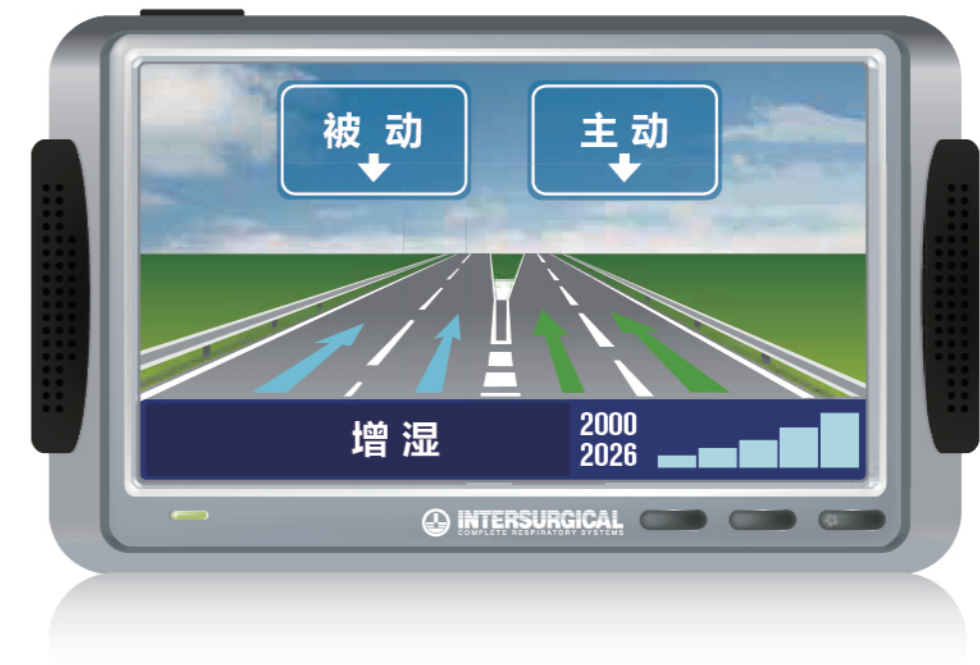 被 动
主 动
增 湿
2000
2026
INTERSURGICAL
COMPLETE RESPIRATORY SYSTEMS